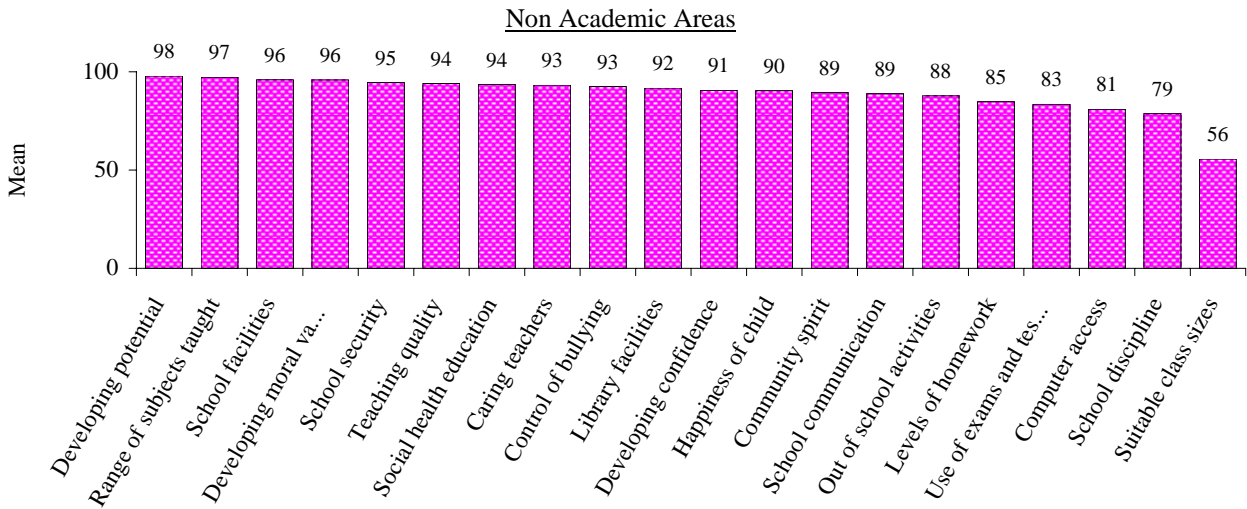 Non Academic Areas
98 97 96 96 95 94 94 93 93 92 91 90 89 89 88 85 83 81 79 56
100
50
0
Mean
Developing potential
Range of subjects taught
School facilities
Developing moral va...
School security
Teaching quality
Social health education
Caring teachers
Control of bullying
Library facilities
Developing confidence
Happiness of child
Community spirit
School communication
Out of school activities
Levels of homework
Use of exams and tes...
Computer access
School discipline
Suitable class sizes